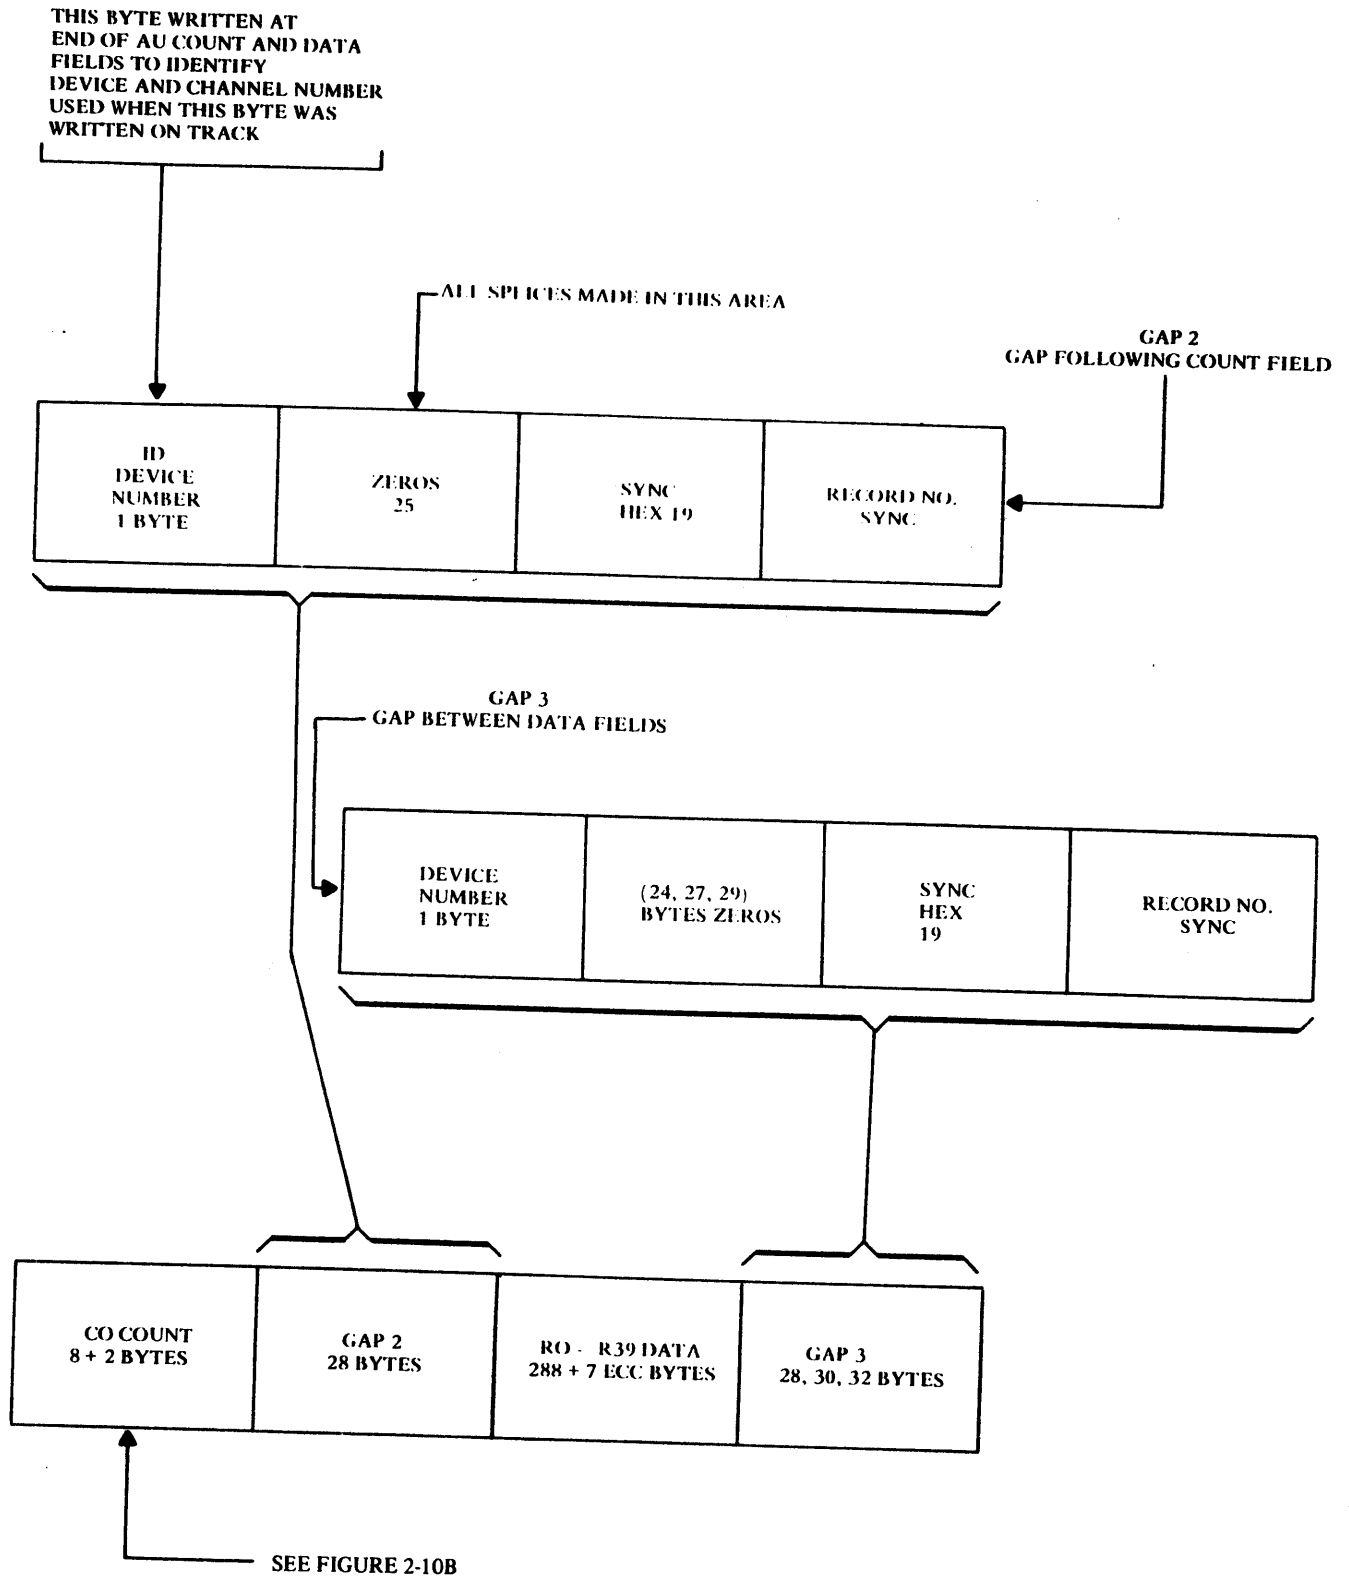 THIS BYTE WRITTEN AT
END OF AU COUNT AND DATA
FIELDS TO IDENTIFY
DEVICE AND CHANNEL NUMBER
USED WHEN THIS BYTE WAS
WRITTEN ON TRACK
ALL SPLICES MADE IN THIS AREA
GAP 2
GAP FOLLOWING COUNT FIELD
ID
DEVICE
NUMBER
1 BYTE
ZEROS
25
SYNC
HEX 19
RECORD NO.
SYNC
GAP 3
GAP BETWEEN DATA FIELDS
DEVICE
NUMBER
1 BYTE
(24, 27, 29)
BYTES ZEROS
SYNC
HEX
19
RECORD NO.
SYNC
CO COUNT
8 + 2 BYTES
GAP 2
28 BYTES
RO - R39 DATA
288 + 7 ECC BYTES
GAP 3
28, 30, 32 BYTES
SEE FIGURE 2-10B